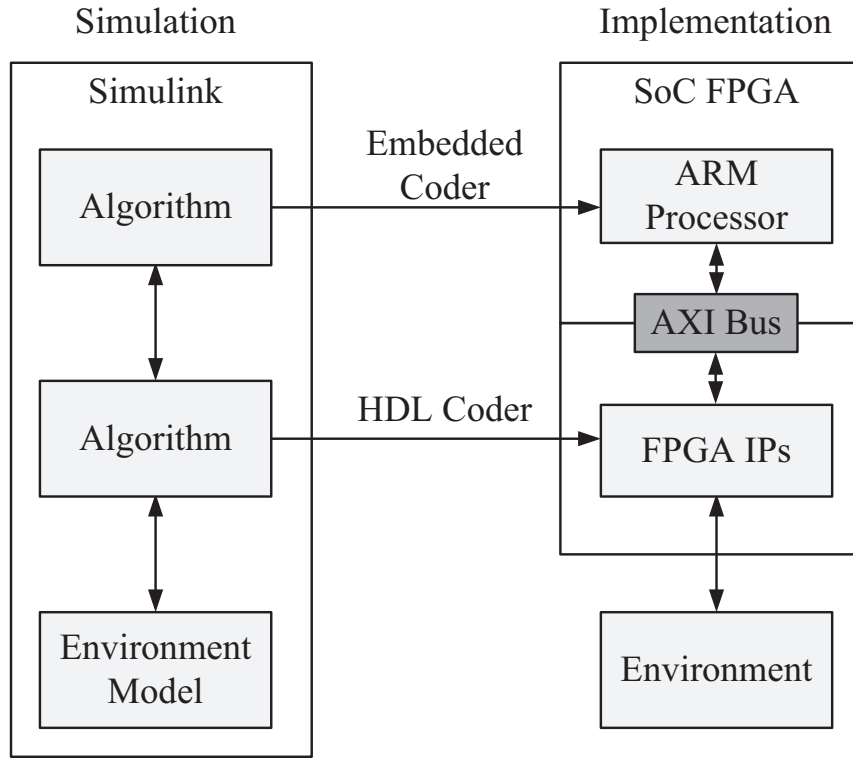 Simulation
Implementation
Simulink
SoC FPGA
Embedded
Coder
Algorithm
ARM
Processor
AXI Bus
HDL Coder
Algorithm
FPGA IPs
Environment
Model
Environment